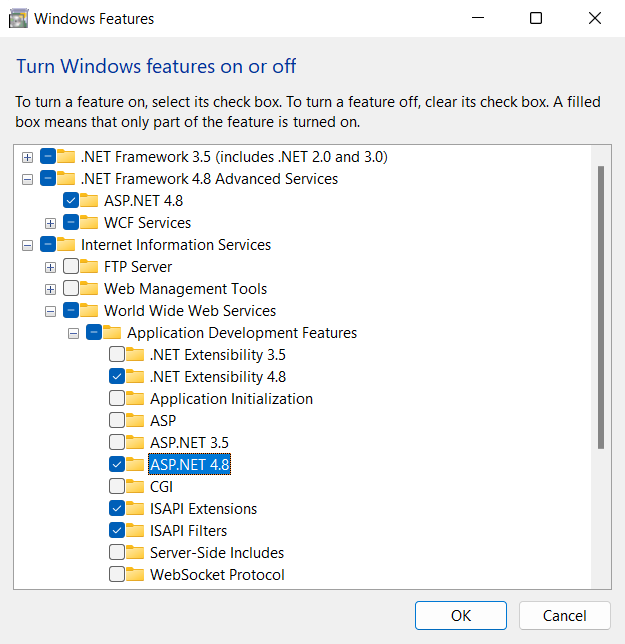 Windows Features
Turn Windows features on or off
To turn a feature on, select its check box. To turn a feature off, clear its check box. A filled
box means that only part of the feature is turned on.
.NET Framework 3.5 (includes .NET 2.0 and 3.0)
.NET Framework 4.8 Advanced Services
ASP.NET 4.8
WCF Services
Internet Information Services
FTP Server
Web Management Tools
World Wide Web Services
Application Development Features
.NET Extensibility 3.5
.NET Extensibility 4.8
Application Initialization
ASP
ASP.NET 3.5
ASP.NET 4.8
CGI
ISAPI Extensions
ISAPI Filters
Server-Side Includes
WebSocket Protocol
OK Cancel